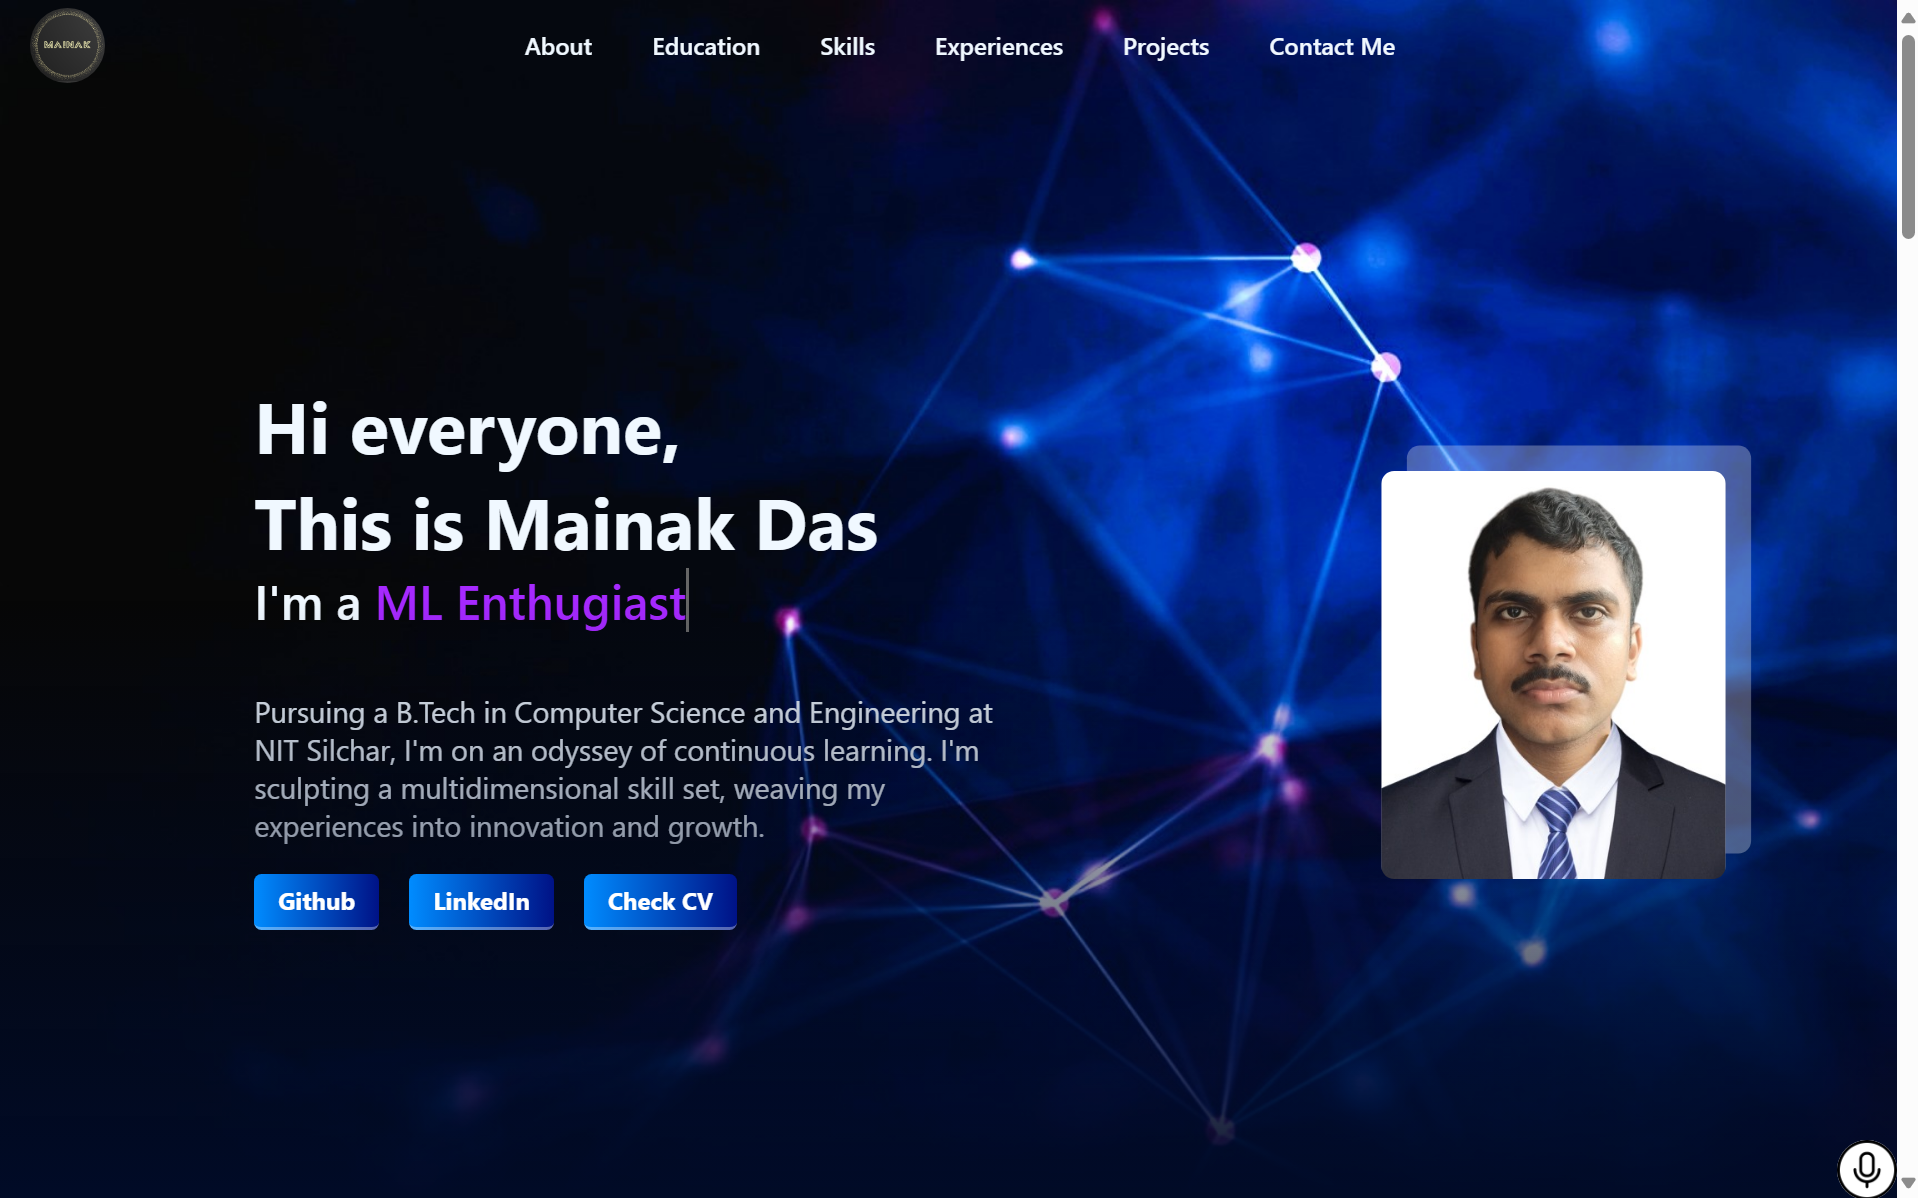 MAINAK
About Education Skills Experiences Projects Contact Me
Hi everyone,
This is Mainak Das
I'm a ML Enthugiast
Pursuing a B.Tech in Computer Science and Engineering at
NIT Silchar, I'm on an odyssey of continuous learning. I'm
sculpting a multidimensional skill set, weaving my
experiences into innovation and growth.
Github LinkedIn Check CV